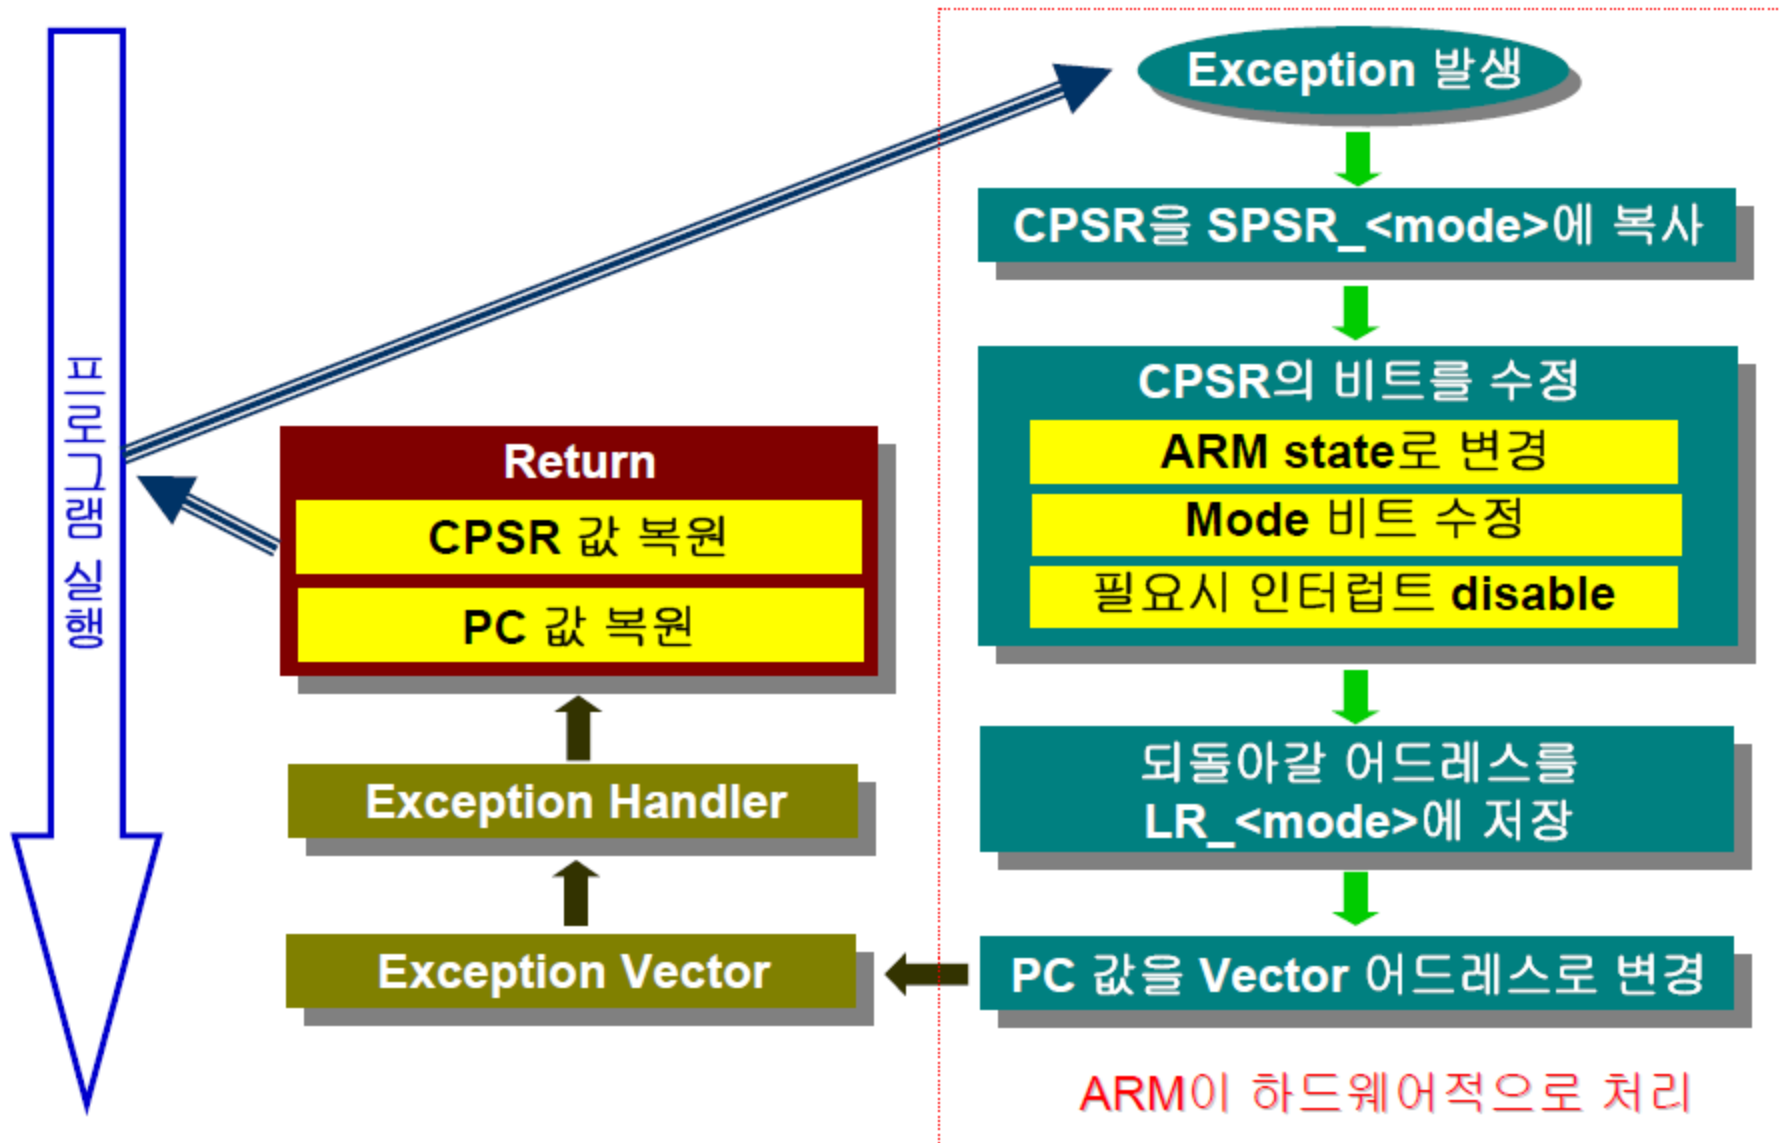 프로그램 실행
Exception 발생
CPSR을 SPSR_<mode>에 복사
CPSR의 비트를 수정
ARM state로 변경
Mode 비트 수정
필요시 인터럽트 disable
되돌아갈 어드레스를
LR_<mode>에 저장
PC 값을 Vector 어드레스로 변경
ARM이 하드웨어적으로 처리
Exception Vector
Exception Handler
Return
CPSR 값 복원
PC 값 복원